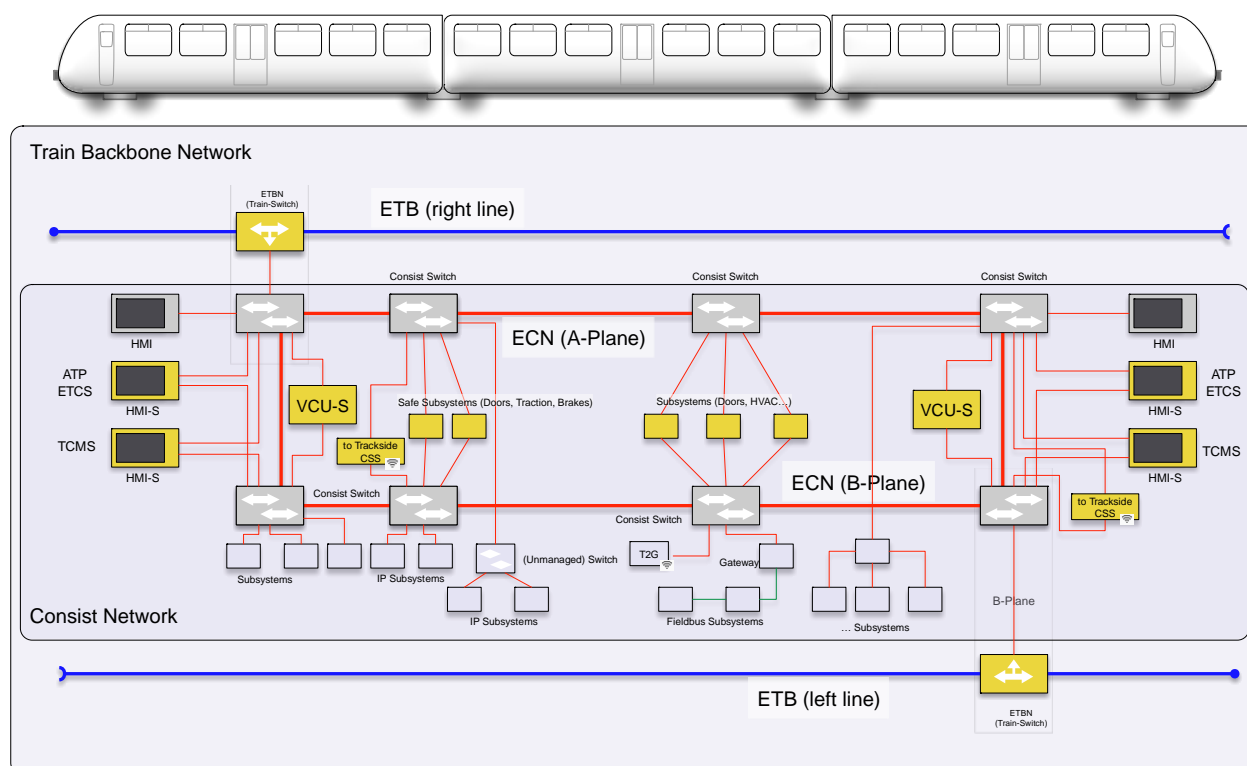 Train Backbone Network
ETBN
(Train-Switch)
ETB (right line)
Consist Switch
Consist Switch
Consist Switch
HMI
ECN (A-Plane)
HMI
ATP
ETCS
HMI-S
VCU-S
Safe Subsystems (Doors, Traction, Brakes)
Subsystems (Doors, HVAC...)
VCU-S
ATP
ETCS
HMI-S
TCMS
HMI-S
to Trackside
CSS
TCMS
HMI-S
Consist Switch
ECN (B-Plane)
to Trackside
CSS
Consist Switch
Subsystems
IP Subsystems
(Unmanaged) Switch
T2G
Gateway
IP Subsystems
Fieldbus Subsystems
... Subsystems
B-Plane
Consist Network
ETB (left line)
ETBN
(Train-Switch)